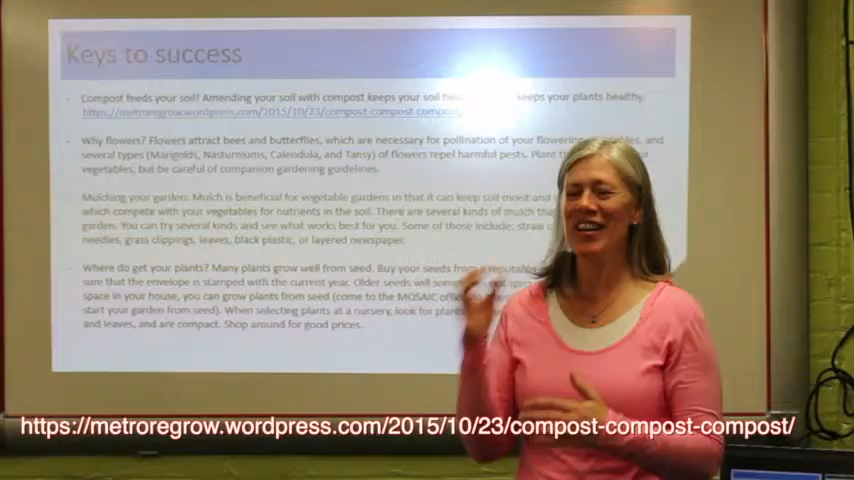 Keys to success
Compost feeds your soil! Amending your soil with compost keeps your soil keeps your plants healthy.
https://metroregrow.wordpress.com/2015/10/23/compost-compost-compost
Why flowers? Flowers attract bees and butterflies, which are necessary for pollination of your flowering and
several types (Marigolds, Nasturniums, Calendula, and Tansy) of flowers repel harmful pests. Plant
vegetables, but be careful of companion gardening guidelines.
Mulching your garden: Mulch is beneficial for vegetable gardens in that it can keep soil moist and
which compete with your vegetables for nutrients in the soil. There are several kinds of mulch
garden. You can try several kinds and see what works best for you. Some of those include: straw
needles, grass clippings, leaves, black plastic, or layered newspaper.
Where do get your plants? Many plants grow well from seed. Buy your seeds from a reputable
sure that the envelope is stamped with the current year. Older seeds will not
space in your house, you can grow plants from seed (come to the MOSAIC
start your garden from seed). When selecting plants at a nursery, look for
and leaves, and are compact. Shop around for good prices.
https://metroregrow.wordpress.com/2015/10/23/compost-compost-compost/